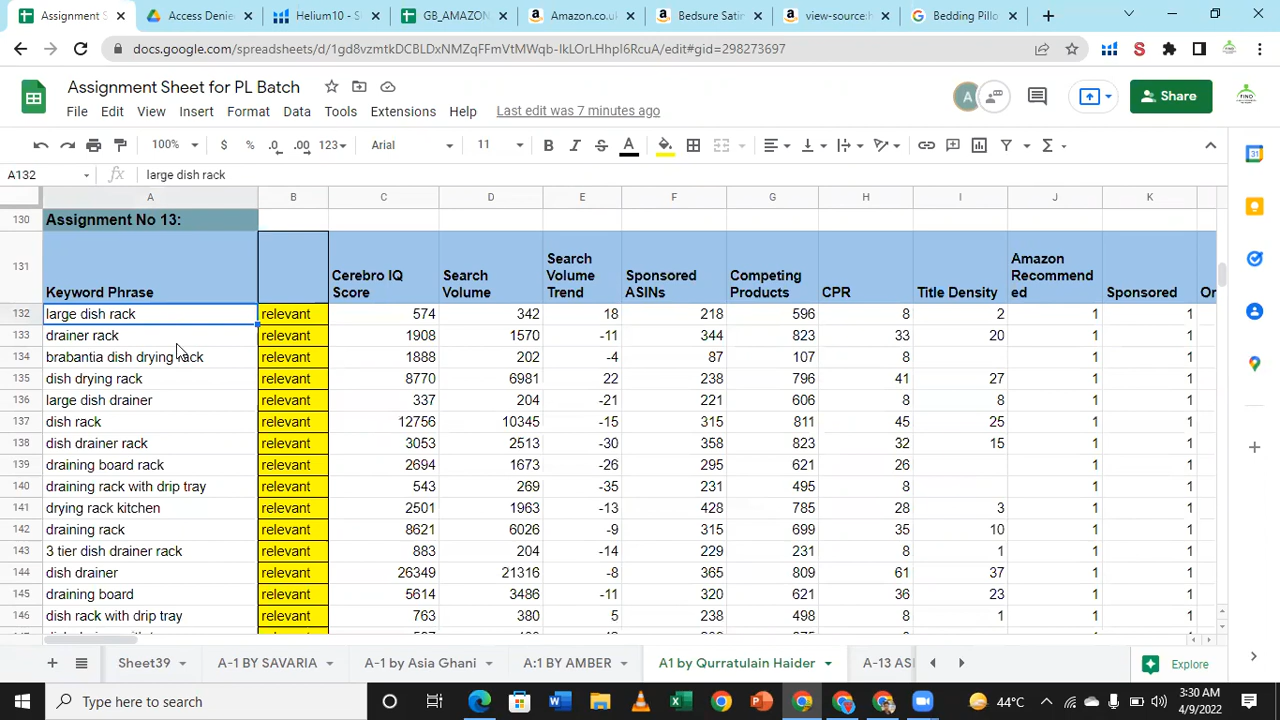 Assignment Sheet
Access Denie
Helium10 - S
GB_AMAZON
Amazon.co.uk
Bedsure Sati
view-source:h
Bedding Pillo
docs.google.com/spreadsheets/d/1gd8vzmtkDCBLDxNMZqFFmVtMWqb-IkLOrLHhpl6RcuA/edit#gid=298273697
Assignment Sheet for PL Batch
File Edit View Insert Format Data Tools Extensions Help Last edit was 7 minutes ago
A
Share
100% $ % .0 .00 123 Arial 11 B I S A
A132 fx large dish rack
A B C D E F G H I J K
130 Assignment No 13:
131 Keyword Phrase Cerebro IQ Score Search Volume Search Volume Trend Sponsored ASINs Competing Products CPR Title Density Amazon Recommend ed Sponsored Or
132 large dish rack relevant 574 342 18 218 596 8 2 1 1
133 drainer rack relevant 1908 1570 -11 344 823 33 20 1 1
134 brabantia dish drying rack relevant 1888 202 -4 87 107 8 1 1
135 dish drying rack relevant 8770 6981 22 238 796 41 27 1 1
136 large dish drainer relevant 337 204 -21 221 606 8 8 1 1
137 dish rack relevant 12756 10345 -15 315 811 45 25 1 1
138 dish drainer rack relevant 3053 2513 -30 358 823 32 15 1 1
139 draining board rack relevant 2694 1673 -26 295 621 26 1 1
140 draining rack with drip tray relevant 543 269 -35 231 495 8 1 1
141 drying rack kitchen relevant 2501 1963 -13 428 785 28 3 1 1
142 draining rack relevant 8621 6026 -9 315 699 35 10 1 1
143 3 tier dish drainer rack relevant 883 204 -14 229 231 8 1 1 1
144 dish drainer relevant 26349 21316 -8 365 809 61 37 1 1
145 draining board relevant 5614 3486 -11 320 621 36 23 1 1
146 dish rack with drip tray relevant 763 380 5 238 498 8 1 1 1
Sheet39 A-1 BY SAVARIA A-1 by Asia Ghani A:1 BY AMBER A1 by Qurratulain Haider A-13 ASI
Explore
Type here to search
44°C
3:30 AM
4/9/2022